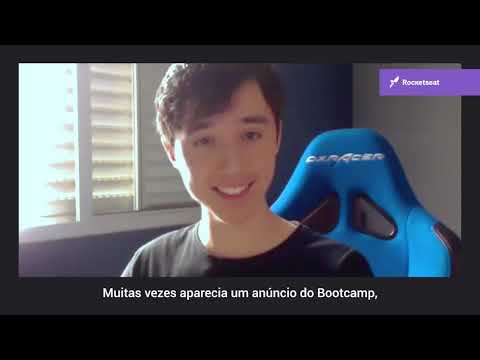 Rocketseat
DXRACER
Muitas vezes aparecia um anúncio do Bootcamp,